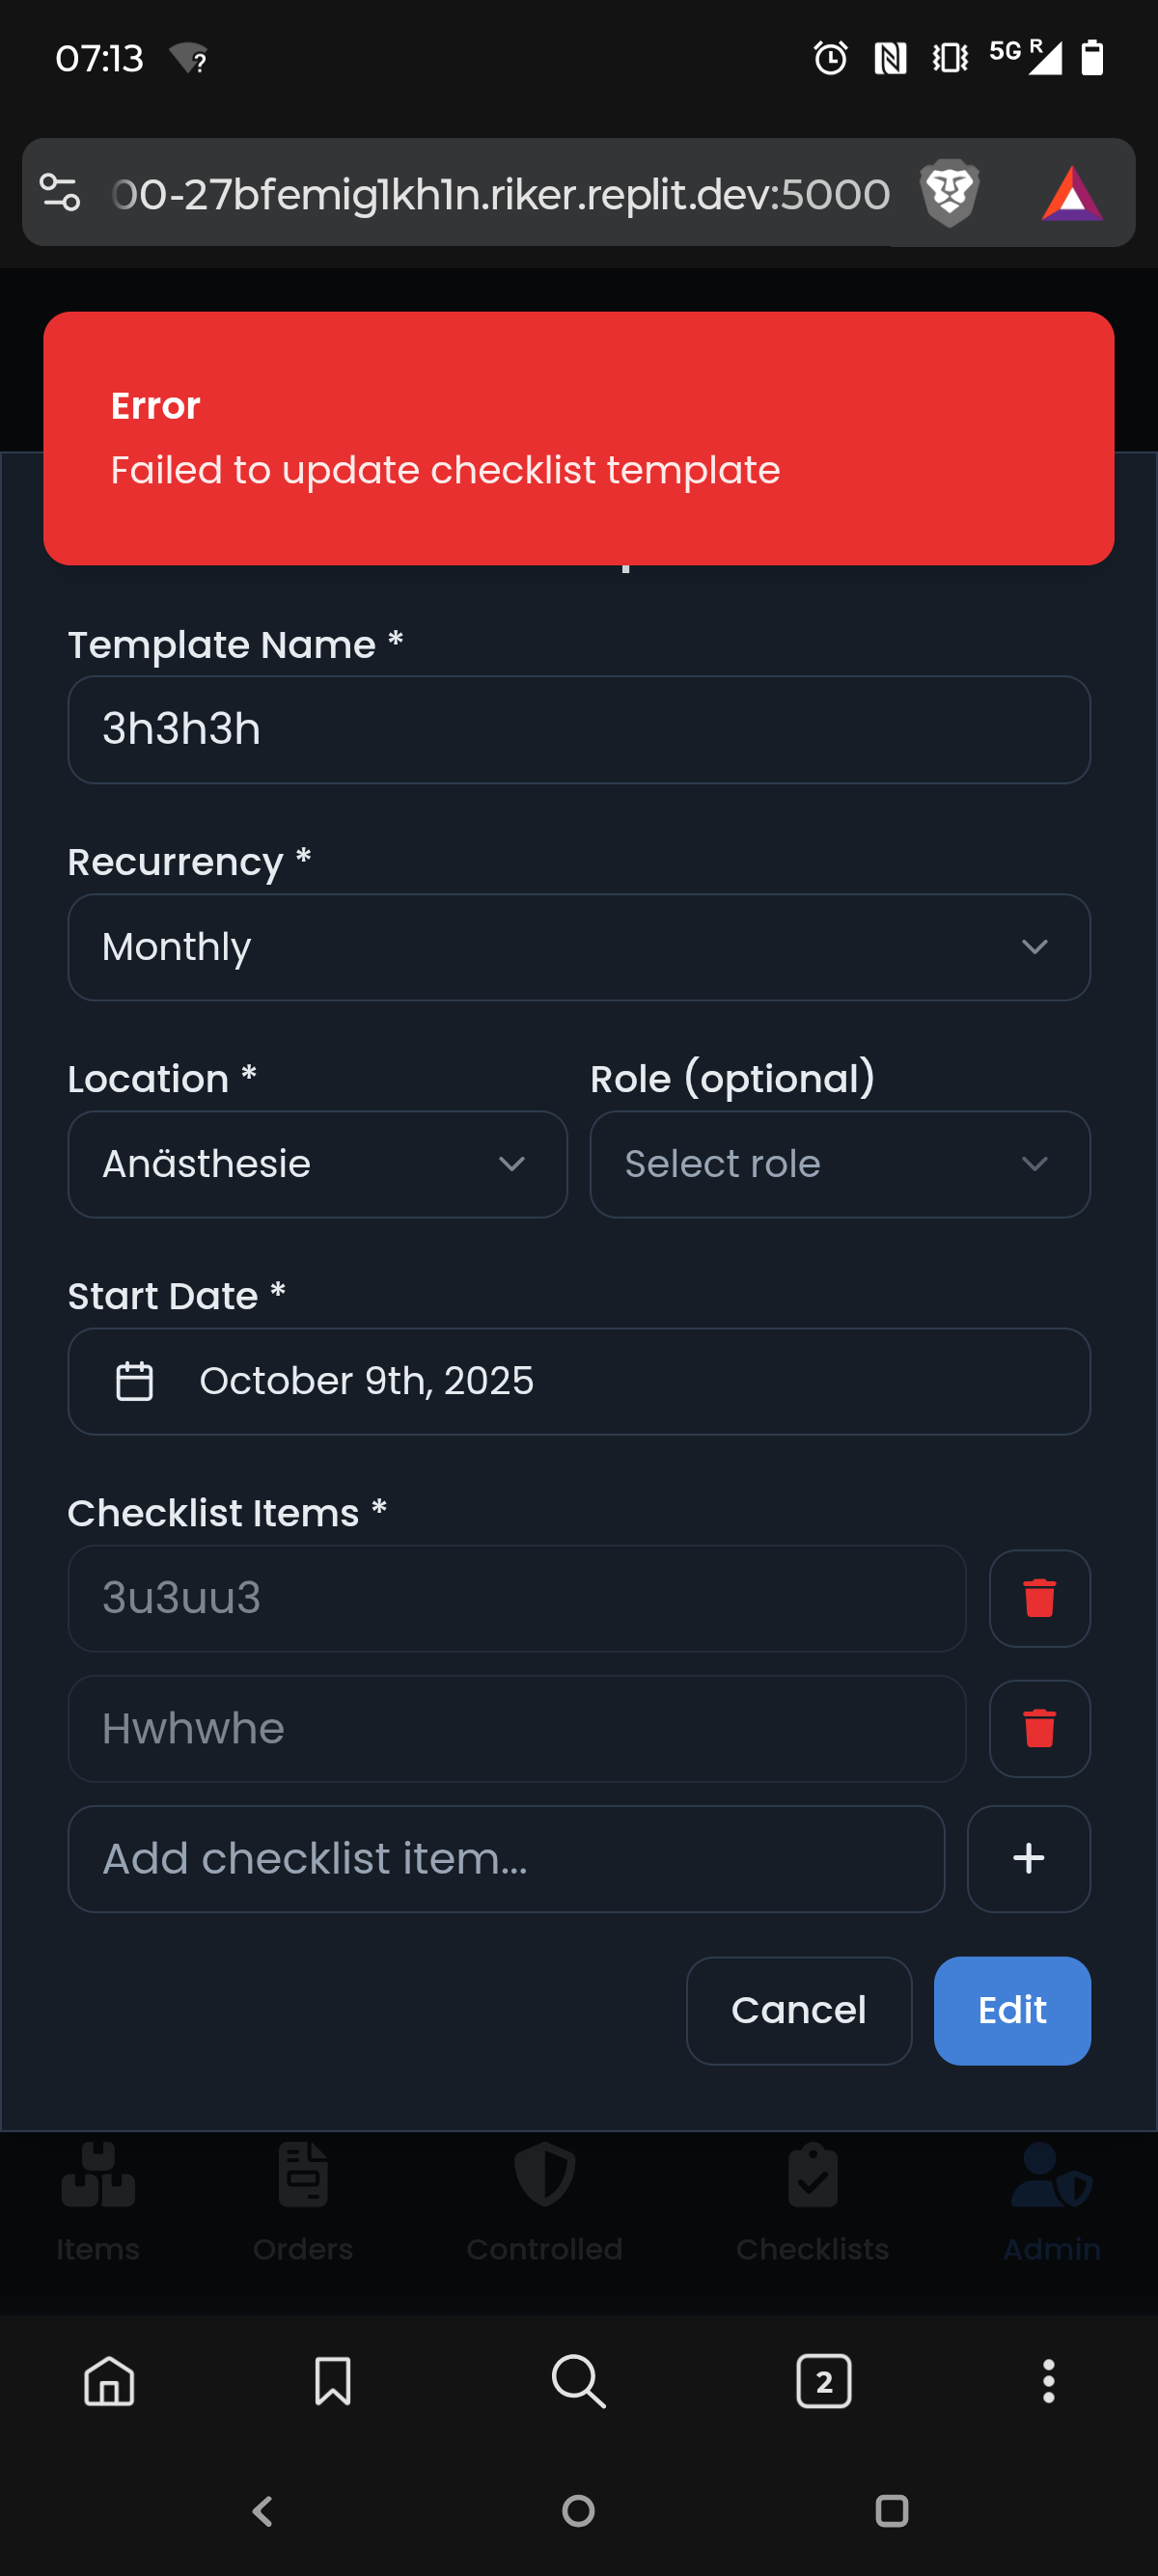 07:13
5G R
00-27bfemig1kh1n.riker.replit.dev:5000
Error
Failed to update checklist template
Template Name *
3h3h3h
Recurrency *
Monthly
Location *
Role (optional)
Anästhesie
Select role
Start Date *
October 9th, 2025
Checklist Items *
3u3uu3
Hwhwhe
Add checklist item...
Cancel
Edit
Items
Orders
Controlled
Checklists
Admin
2